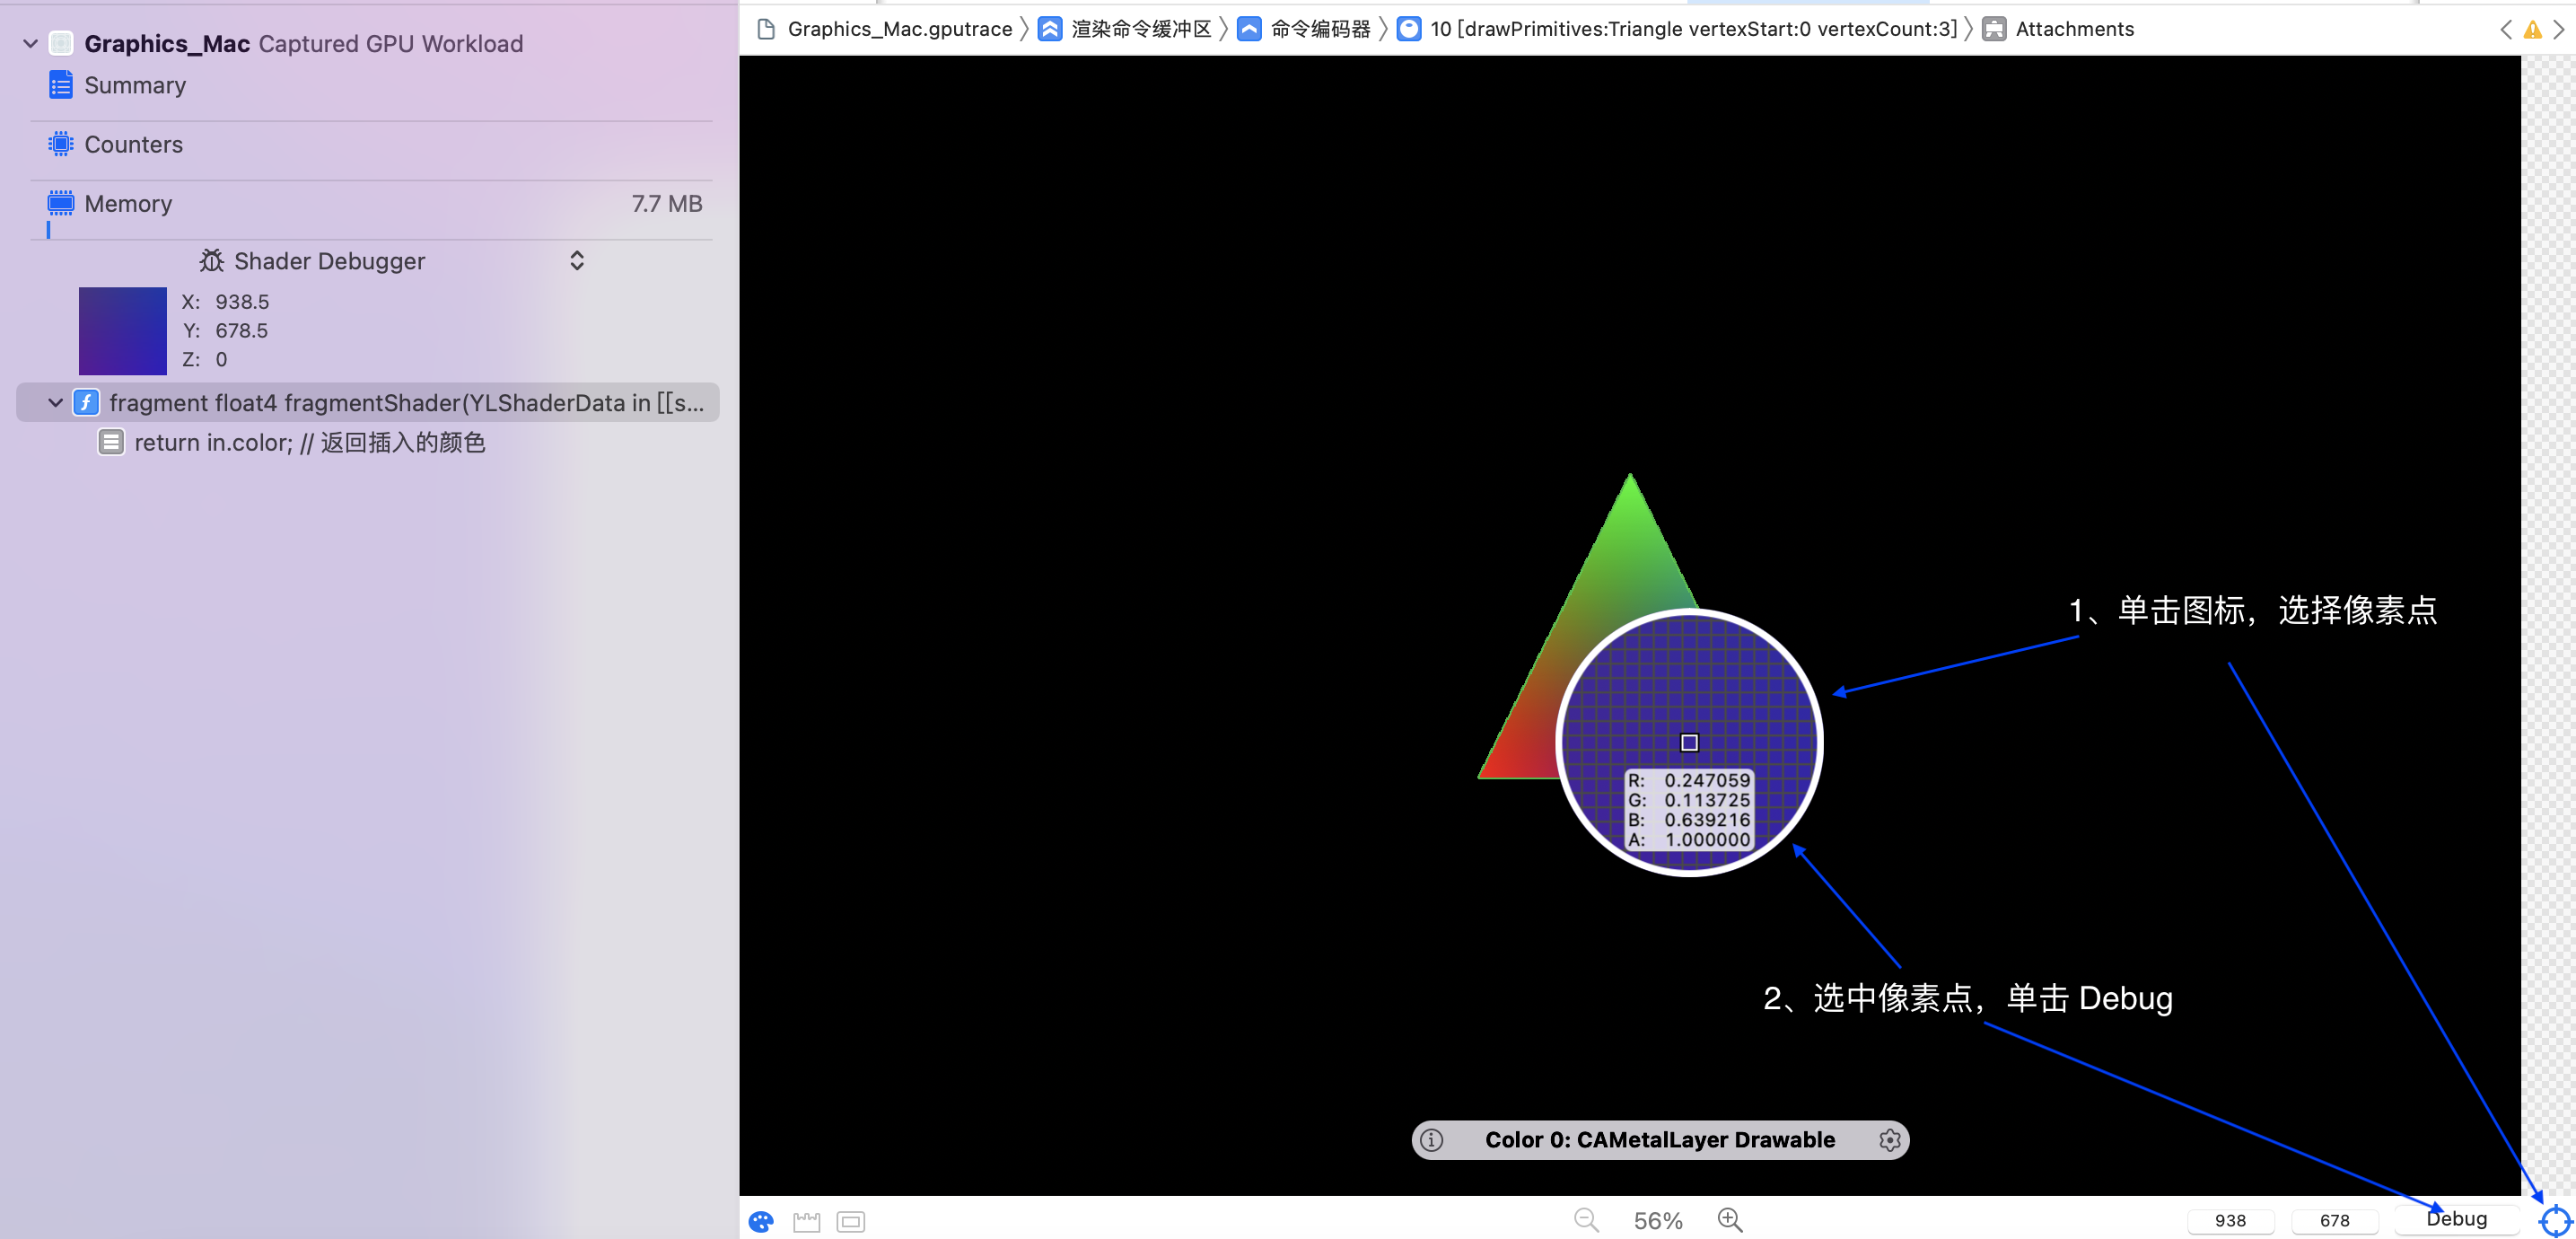 Graphics_Mac Captured GPU Workload
Summary
Counters
Memory 7.7 MB
Shader Debugger
X: 938.5
Y: 678.5
Z: 0
fragment float4 fragmentShader(YLShaderData in [[s...
return in.color; // 返回插入的颜色
Graphics_Mac.gputrace 渲染命令缓冲区 命令编码器 10 [drawPrimitives:Triangle vertexStart:0 vertexCount:3] Attachments
1、单击图标，选择像素点
R: 0.247059
G: 0.113725
B: 0.639216
A: 1.000000
2、选中像素点，单击 Debug
Color 0: CAMetalLayer Drawable
56% 938 678 Debug